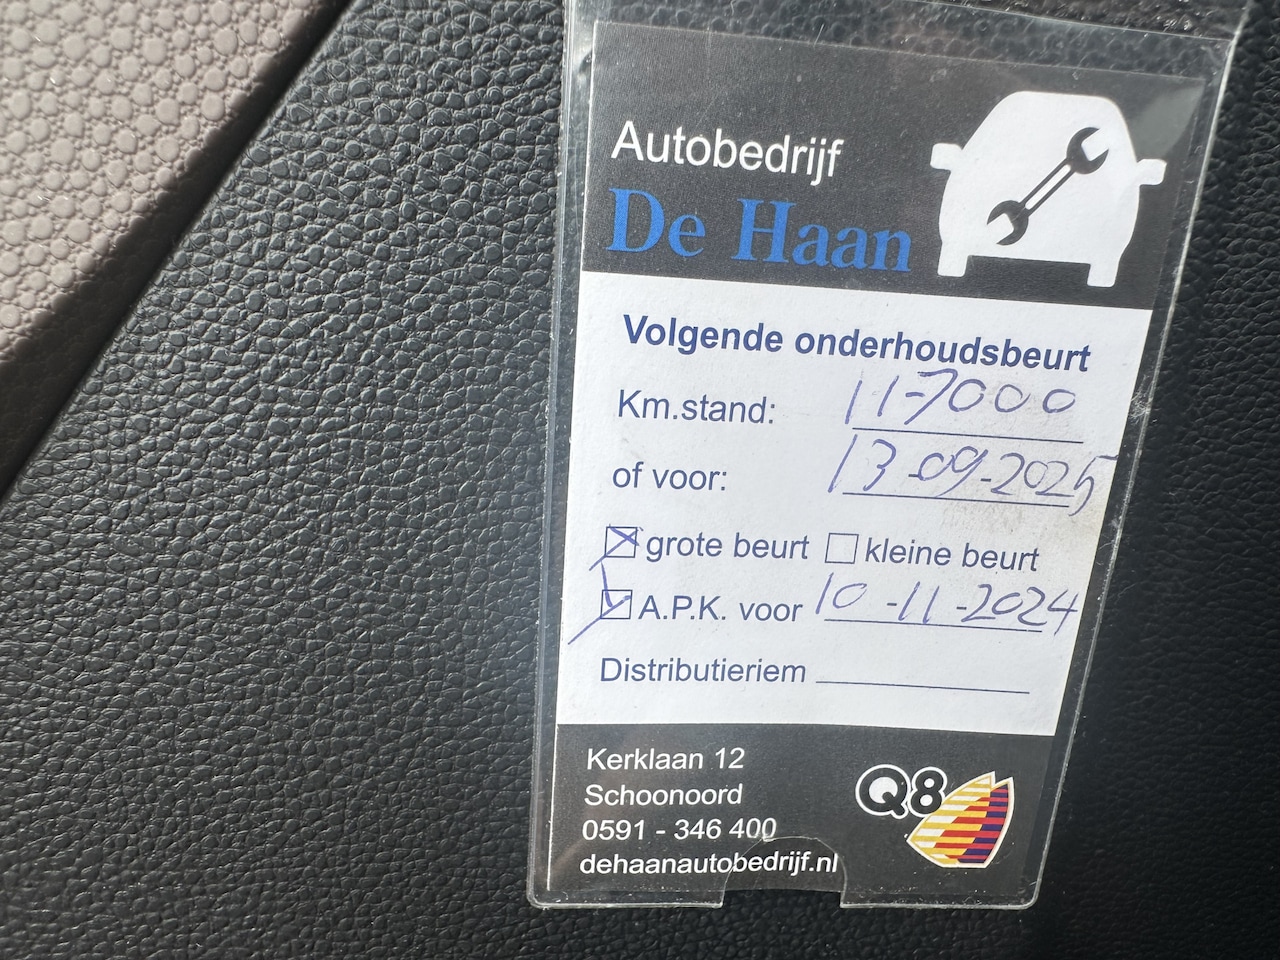 Autobedrijf
De Haan
Volgende onderhoudsbeurt
Km.stand: 117000
of voor: 13-09-2025
grote beurt kleine beurt
A.P.K. voor 10-11-2024
Distributieriem
Kerklaan 12
Schoonoord
0591 - 346 400
dehaanautobedrijf.nl
Q8